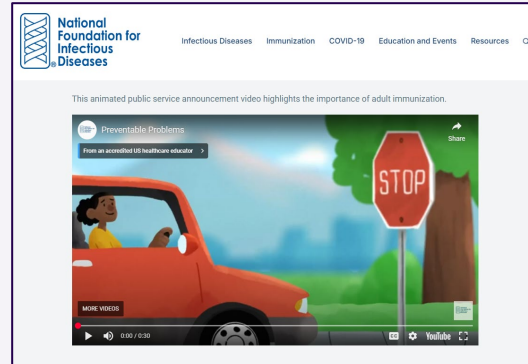 National
Foundation for
Infectious
Diseases
Infectious Diseases Immunization COVID-19 Education and Events Resources
This animated public service announcement video highlights the importance of adult immunization.
Preventable Problems
Share
From an accredited US healthcare educator >
STOP
MORE VIDEOS
0:00 / 0:30
CC YouTube